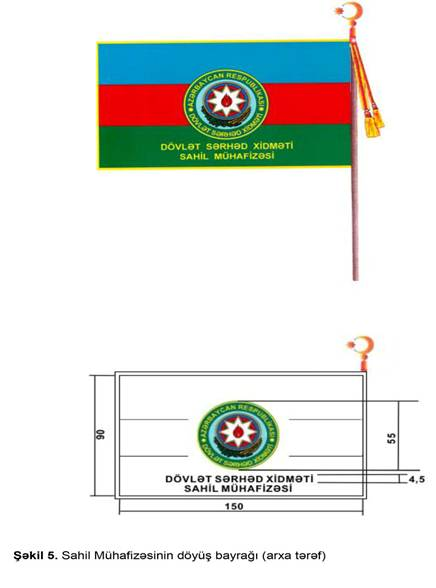 AZƏRBAYCAN RESPUBLİKASI
DÖVLƏT SƏRHƏD XİDMƏTİ
DÖVLƏT SƏRHƏD XİDMƏTİ
SAHİL MÜHAFİZƏSİ
AZƏRBAYCAN RESPUBLİKASI
DÖVLƏT SƏRHƏD XİDMƏTİ
90
55
DÖVLƏT SƏRHƏD XİDMƏTİ
SAHİL MÜHAFİZƏSİ
4,5
150
Şəkil 5. Sahil Mühafizəsinin döyüş bayrağı (arxa tərəf)